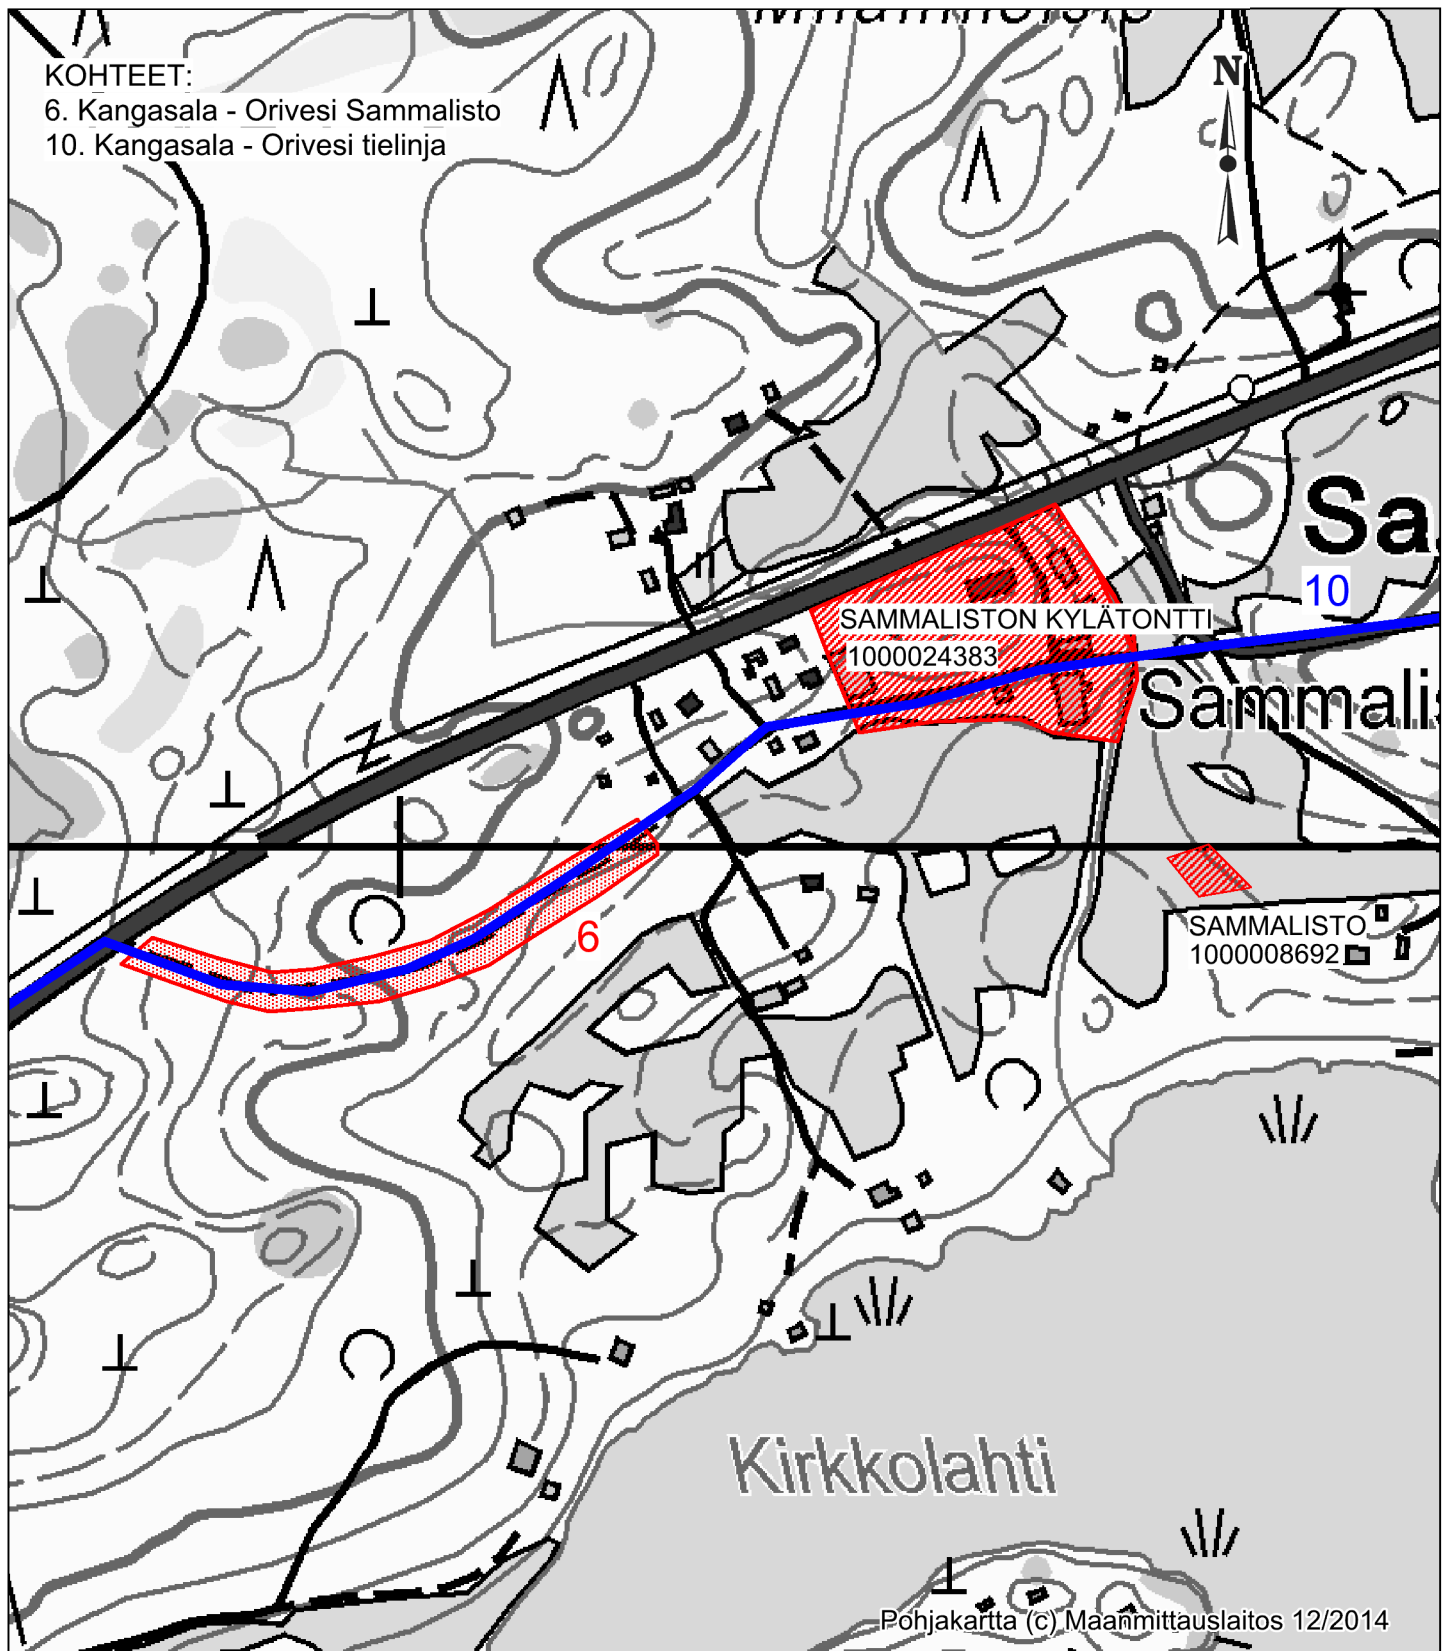 KOHTEET:
6. Kangasala - Orivesi Sammalisto
10. Kangasala - Orivesi tielinja
N
Sa
10
SAMMALISTON KYLÄTONTTI
1000024383
Sammalis
6
SAMMALISTO
1000008692
Kirkkolahti
Pohjakartta (c) Maanmittauslaitos 12/2014